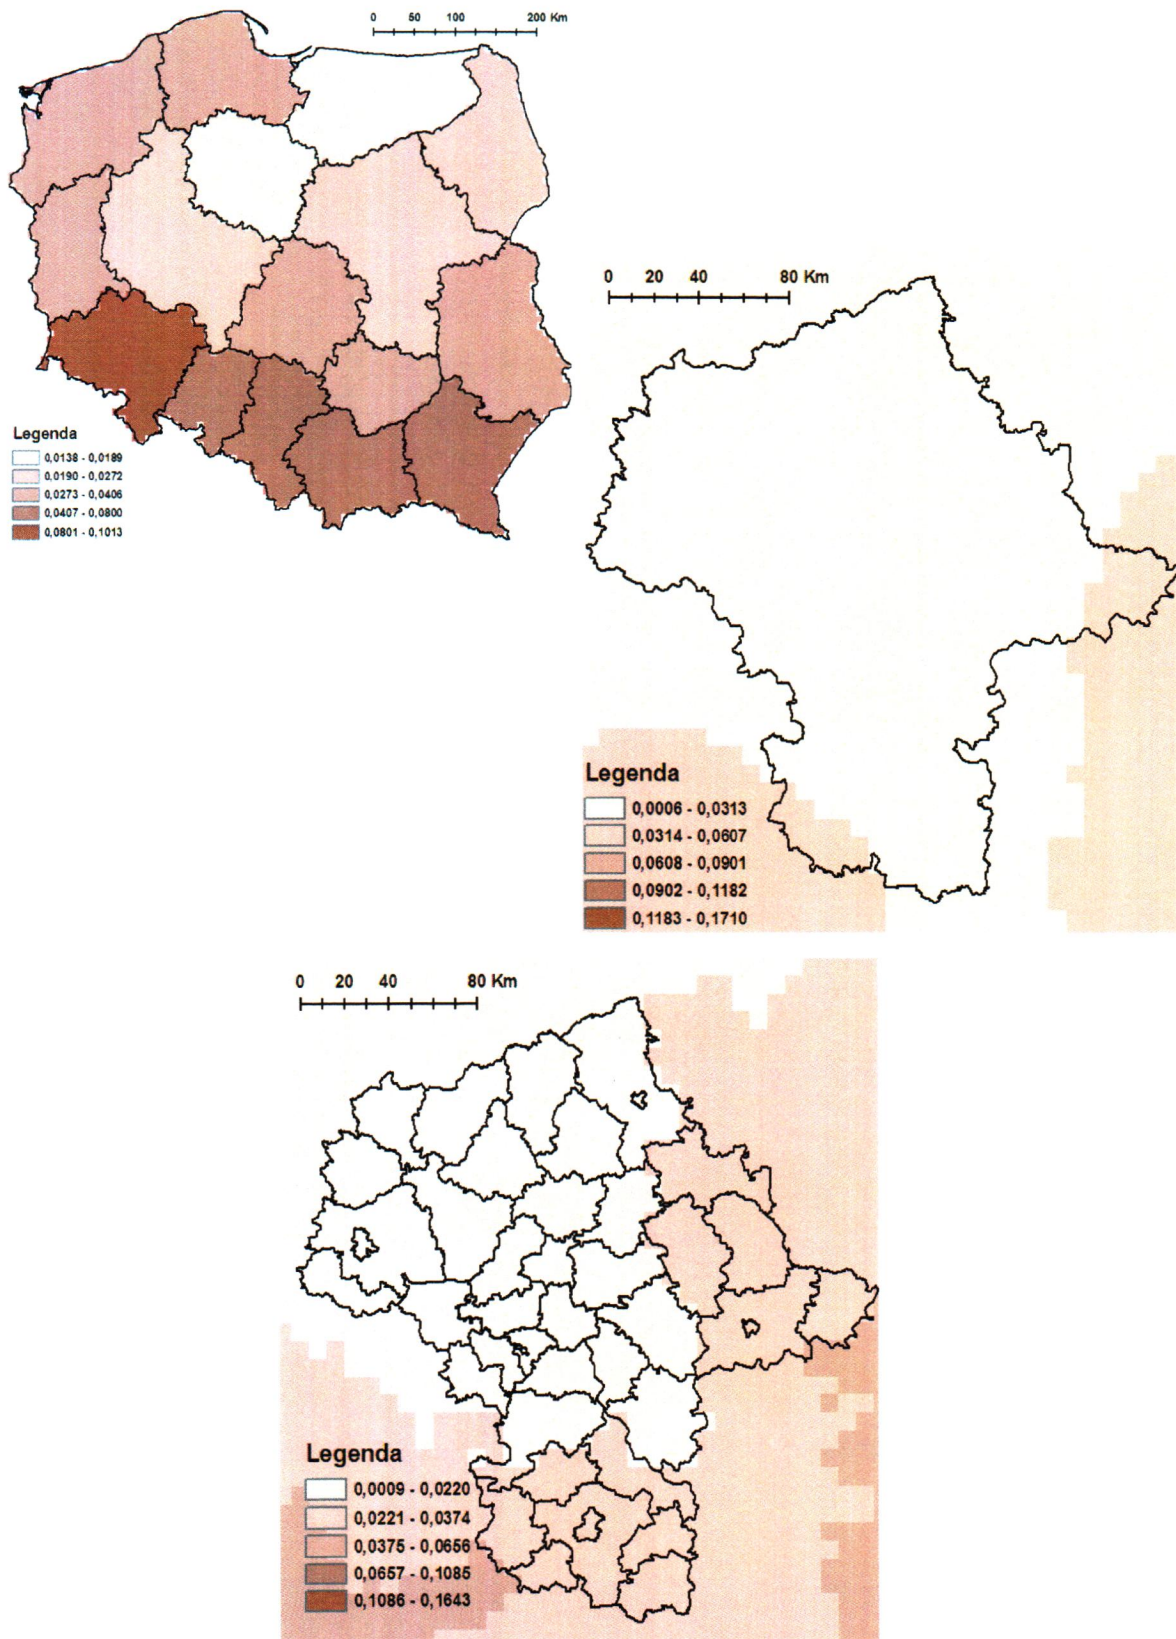 0 50 100 200 Km
Legenda
0,0138 - 0,0189
0,0190 - 0,0272
0,0273 - 0,0406
0,0407 - 0,0800
0,0801 - 0,1013
0 20 40 80 Km
Legenda
0,0006 - 0,0313
0,0314 - 0,0607
0,0608 - 0,0901
0,0902 - 0,1182
0,1183 - 0,1710
0 20 40 80 Km
Legenda
0,0009 - 0,0220
0,0221 - 0,0374
0,0375 - 0,0656
0,0657 - 0,1085
0,1086 - 0,1643